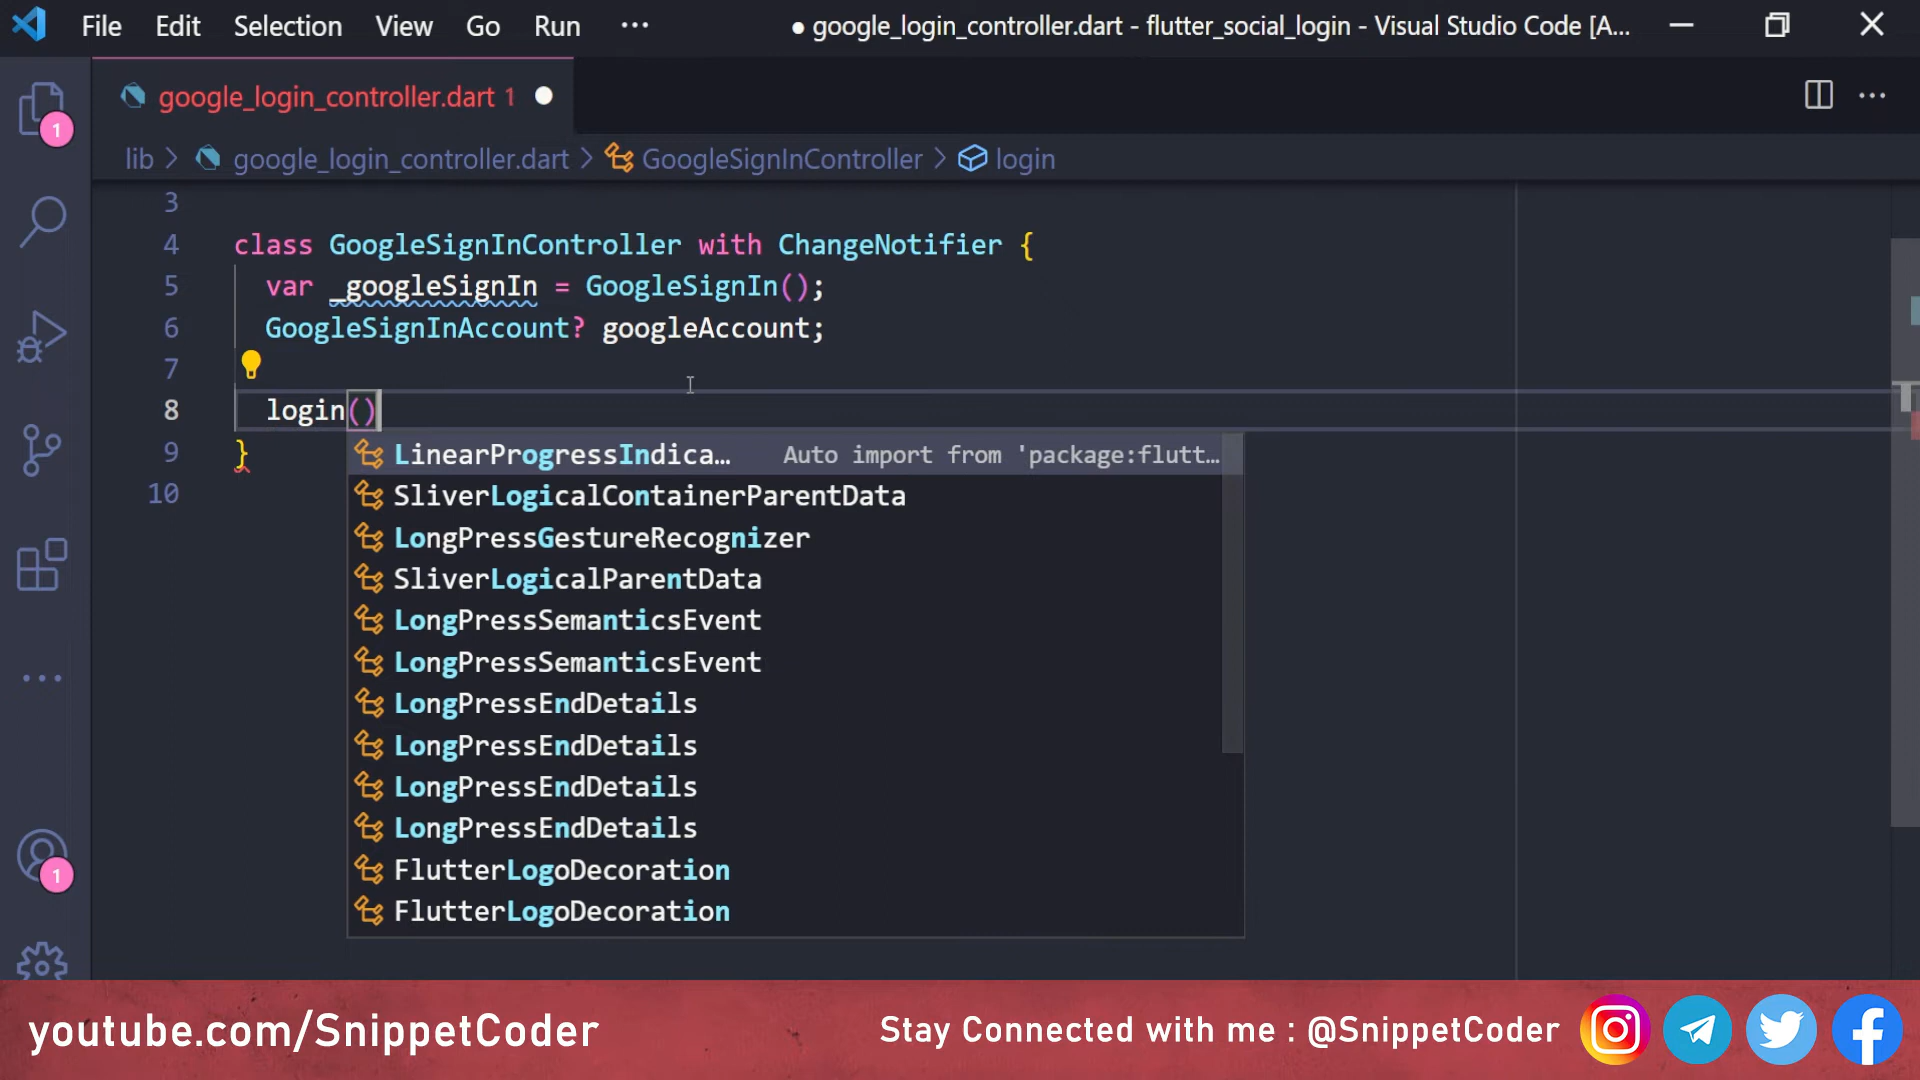 File Edit Selection View Go Run ··· ● google_login_controller.dart - flutter_social_login - Visual Studio Code [A...
google_login_controller.dart 1
lib > google_login_controller.dart > GoogleSignInController > login
3
4 class GoogleSignInController with ChangeNotifier {
5 var _googleSignIn = GoogleSignIn();
6 GoogleSignInAccount? googleAccount;
7
8 login()
9 }
10
LinearProgressIndica… Auto import from 'package:flutt…
SliverLogicalContainerParentData
LongPressGestureRecognizer
SliverLogicalParentData
LongPressSemanticsEvent
LongPressSemanticsEvent
LongPressEndDetails
LongPressEndDetails
LongPressEndDetails
LongPressEndDetails
FlutterLogoDecoration
FlutterLogoDecoration
1
1
youtube.com/SnippetCoder
Stay Connected with me : @SnippetCoder